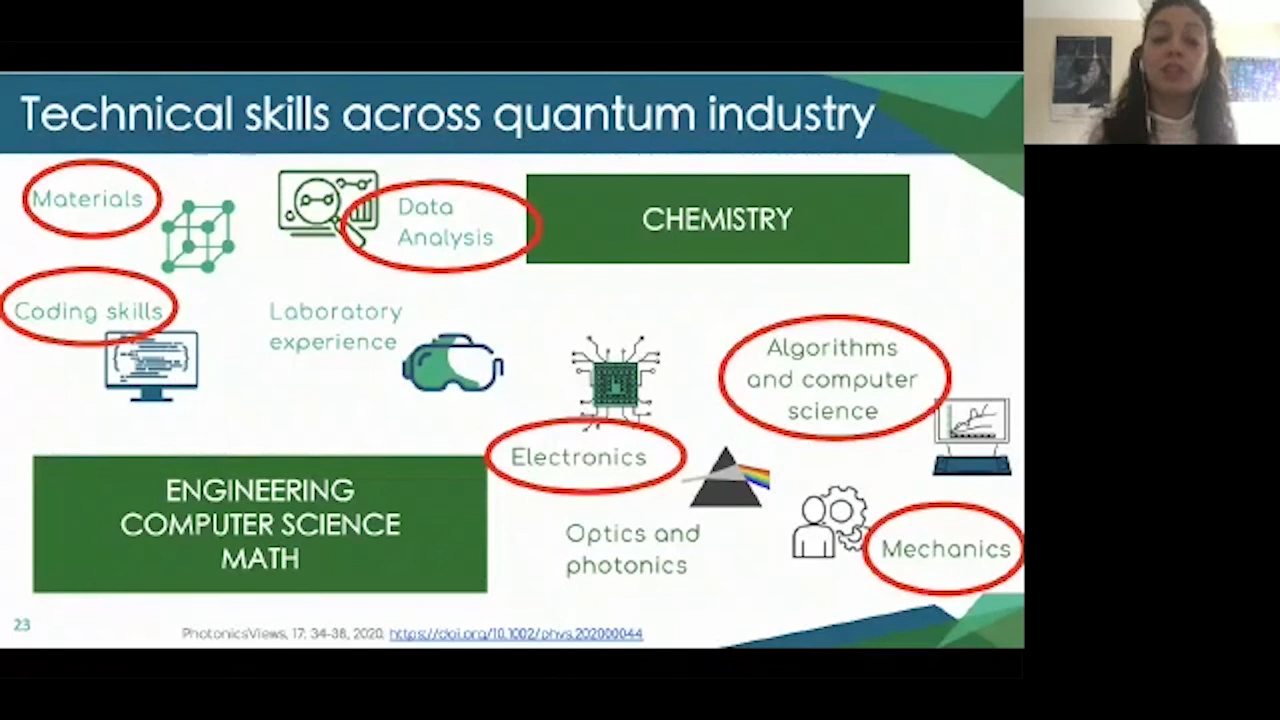 Technical skills across quantum industry
Materials
Data
Analysis
CHEMISTRY
Coding skills
Laboratory
experience
Algorithms
and computer
science
Electronics
ENGINEERING
COMPUTER SCIENCE
MATH
Optics and
photonics
Mechanics
23
PhotonicsViews, 17: 34-38, 2020, https://doi.org/10.1002/phvs.202000044